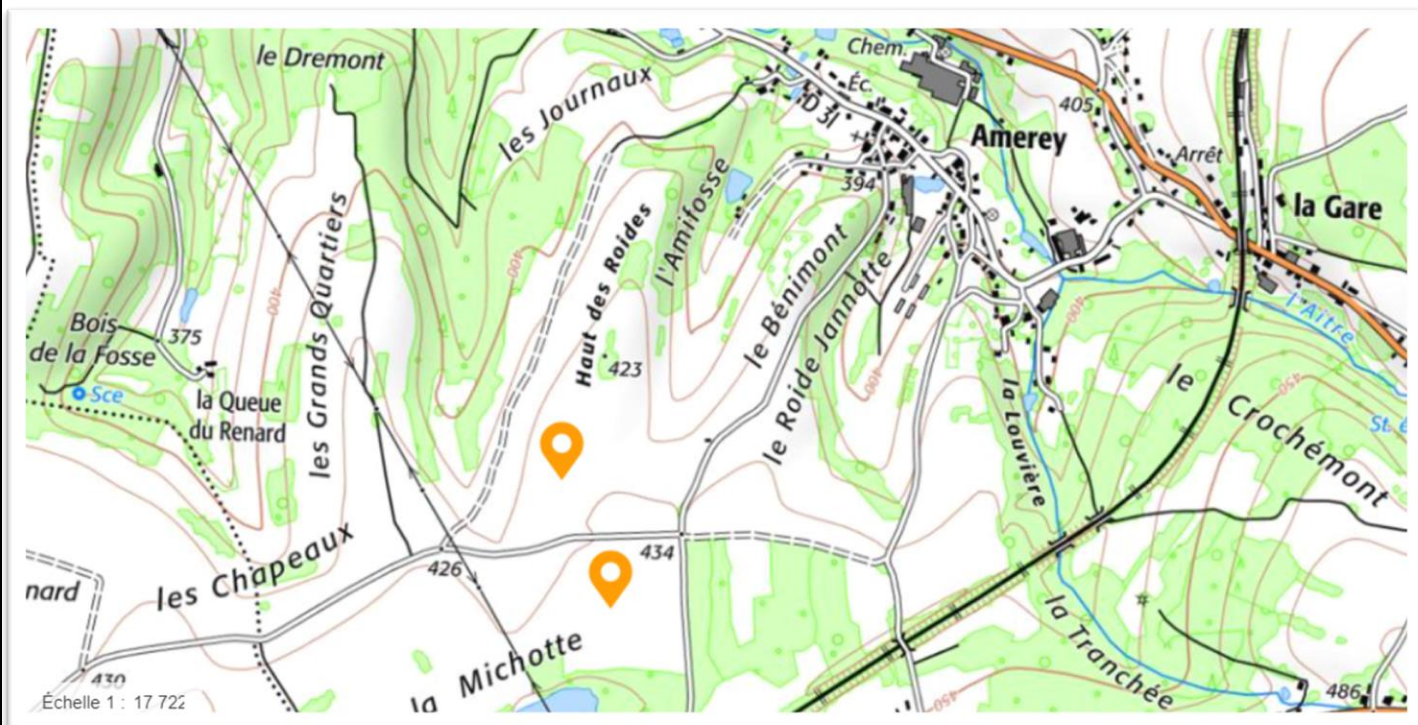 le Dremont
les Journaux
Chem.
Éc.
D 31
405
Amerey
Arrêt
394
la Gare
400
les Grands Quartiers
400
Haut des Roides
l'Amifosse
le Bénimont
le Roide Jannotte
400
400
l'Aître
Bois
de la Fosse
375
Sce
la Queue
du Renard
423
le Crochémont
450
la Louvière
St é
les Chapeaux
426
434
nard
la Michotte
la Tranchée
430
450
486
Échelle 1 : 17 722